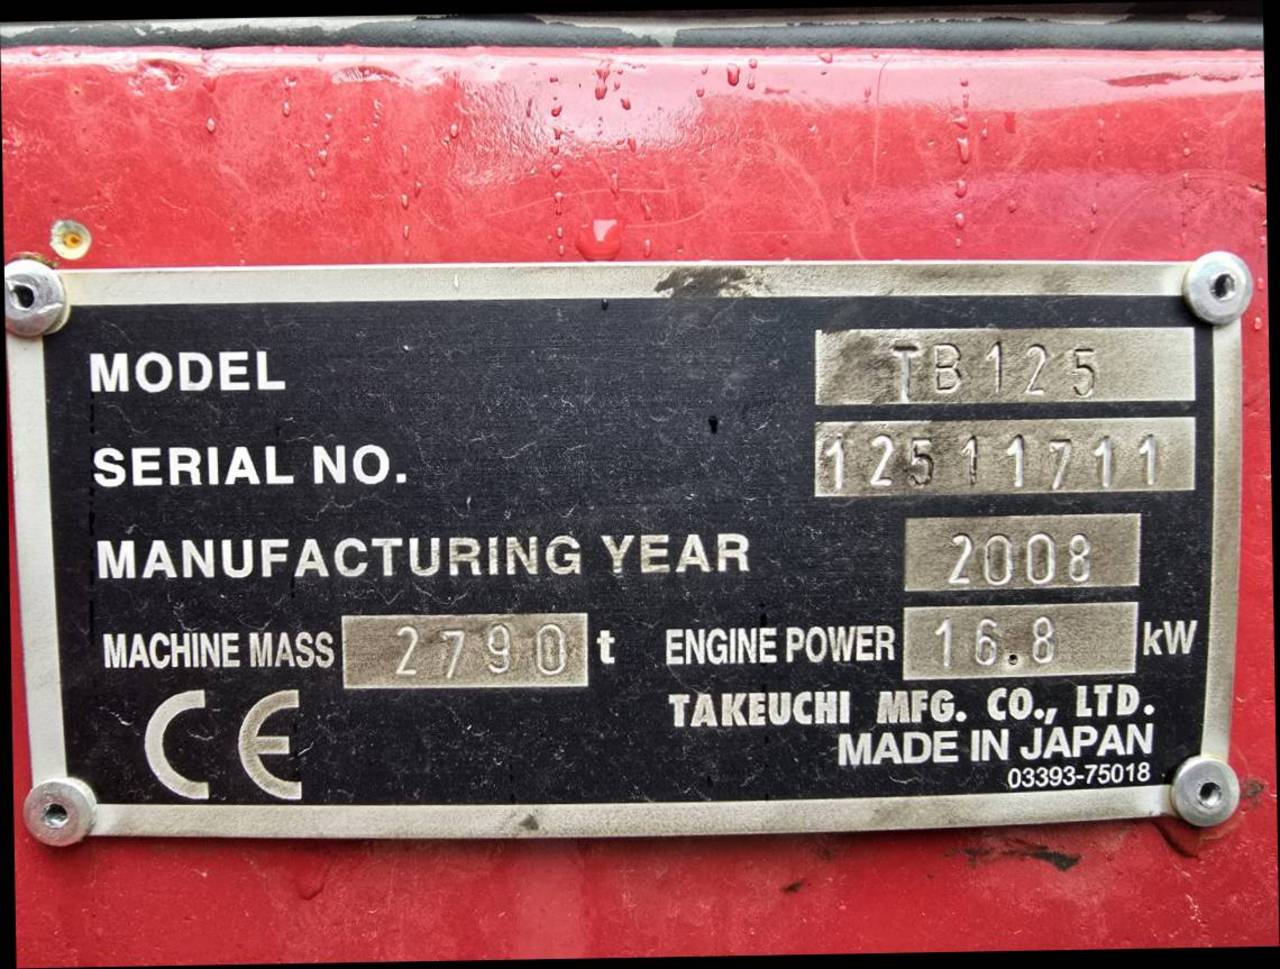 MODEL TB125
SERIAL NO. 12511711
MANUFACTURING YEAR 2008
MACHINE MASS 2790 t ENGINE POWER 16.8 kW
CE
TAKEUCHI MFG. CO., LTD.
MADE IN JAPAN
03393-75018